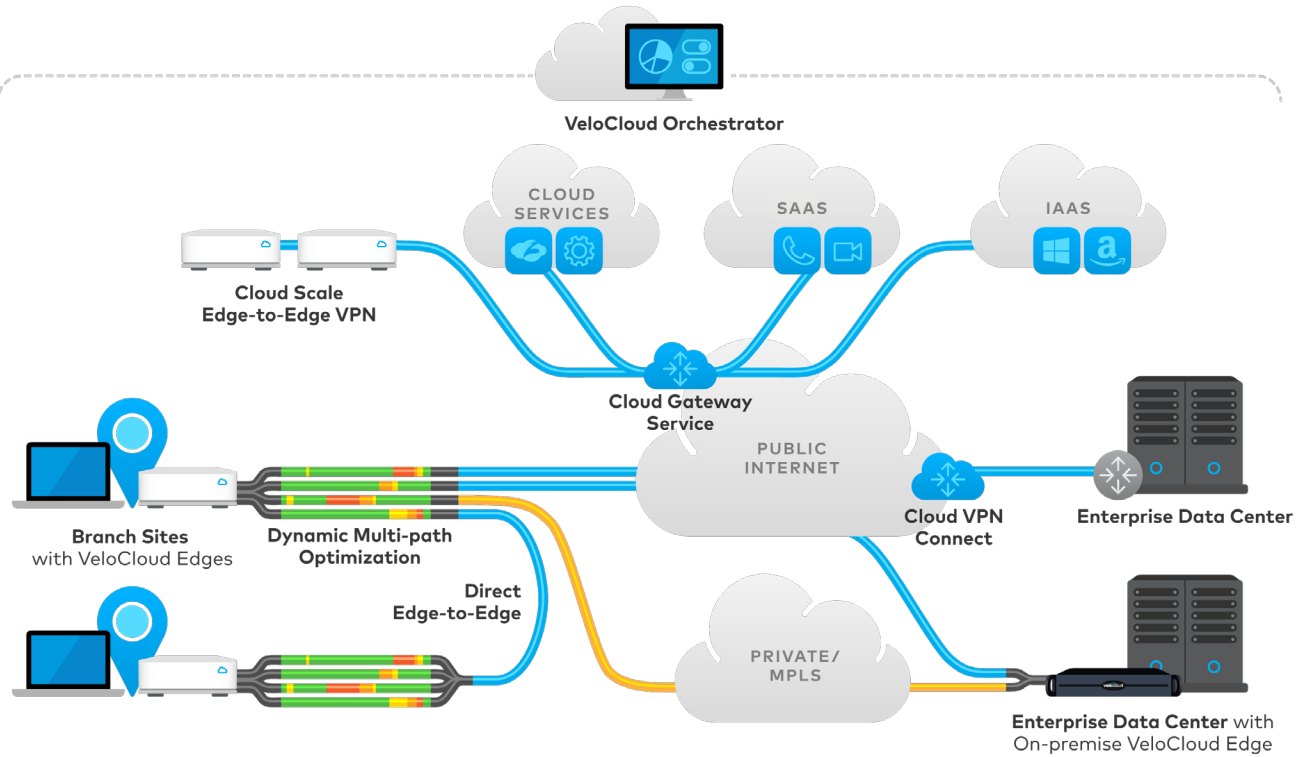 VeloCloud Orchestrator
CLOUD
SERVICES
SAAS
IAAS
Cloud Scale
Edge-to-Edge VPN
Cloud Gateway
Service
PUBLIC
INTERNET
Branch Sites
with VeloCloud Edges
Dynamic Multi-path
Optimization
Cloud VPN
Connect
Enterprise Data Center
Direct
Edge-to-Edge
PRIVATE/
MPLS
velocloud
Enterprise Data Center with
On-premise VeloCloud Edge